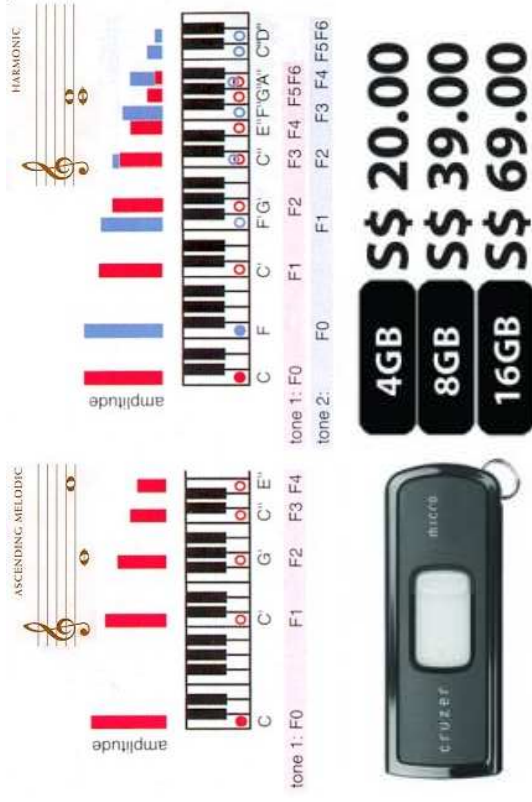 ASCENDING MELODIC
amplitude
C C' G' C" E"
tone 1: F0 F1 F2 F3 F4
HARMONIC
amplitude
C F C' F'G' C" E"F"G"A" C'''D'''
tone 1: F0 F1 F2 F3 F4 F5F6
tone 2: F0 F1 F2 F3 F4 F5F6
cruzer micro
4GB S$ 20.00
8GB S$ 39.00
16GB S$ 69.00